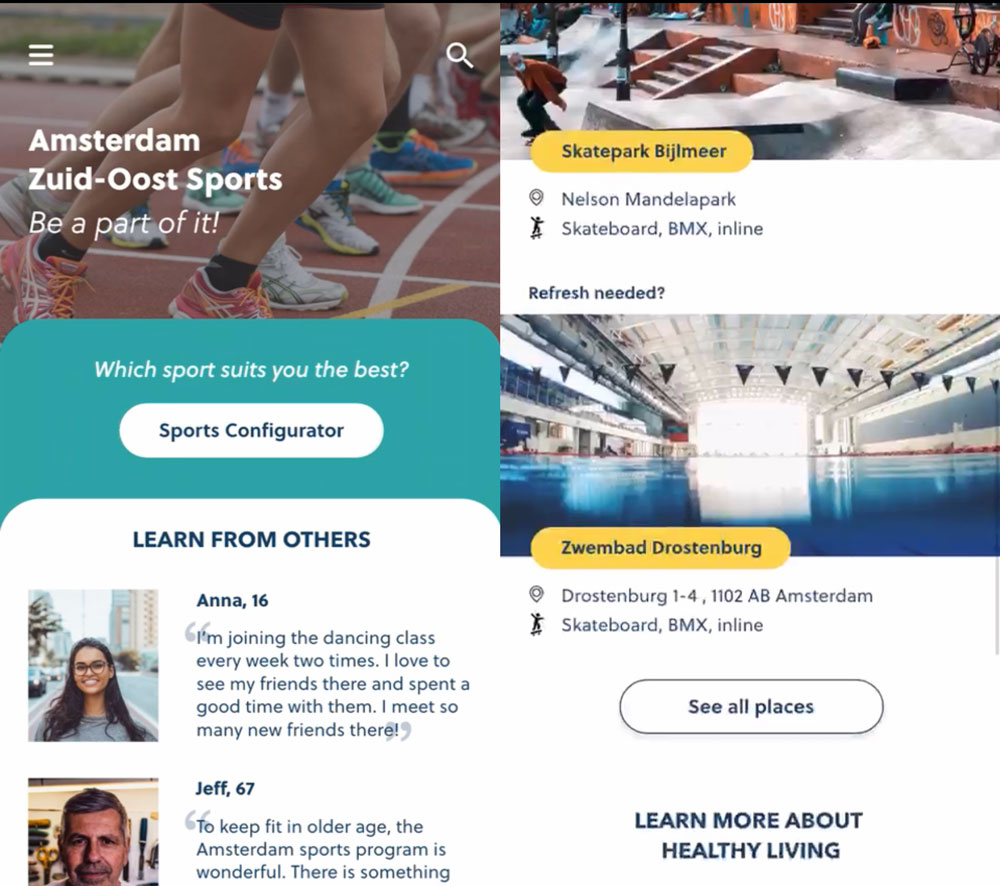 Amsterdam
Zuid-Oost Sports
Be a part of it!
Which sport suits you the best?
Sports Configurator
LEARN FROM OTHERS
Anna, 16
“I'm joining the dancing class
every week two times. I love to
see my friends there and spent a
good time with them. I meet so
many new friends there!”
Jeff, 67
“To keep fit in older age, the
Amsterdam sports program is
wonderful. There is something
Skatepark Bijlmeer
Nelson Mandelapark
Skateboard, BMX, inline
Refresh needed?
Zwembad Drostenburg
Drostenburg 1-4 , 1102 AB Amsterdam
Skateboard, BMX, inline
See all places
LEARN MORE ABOUT
HEALTHY LIVING